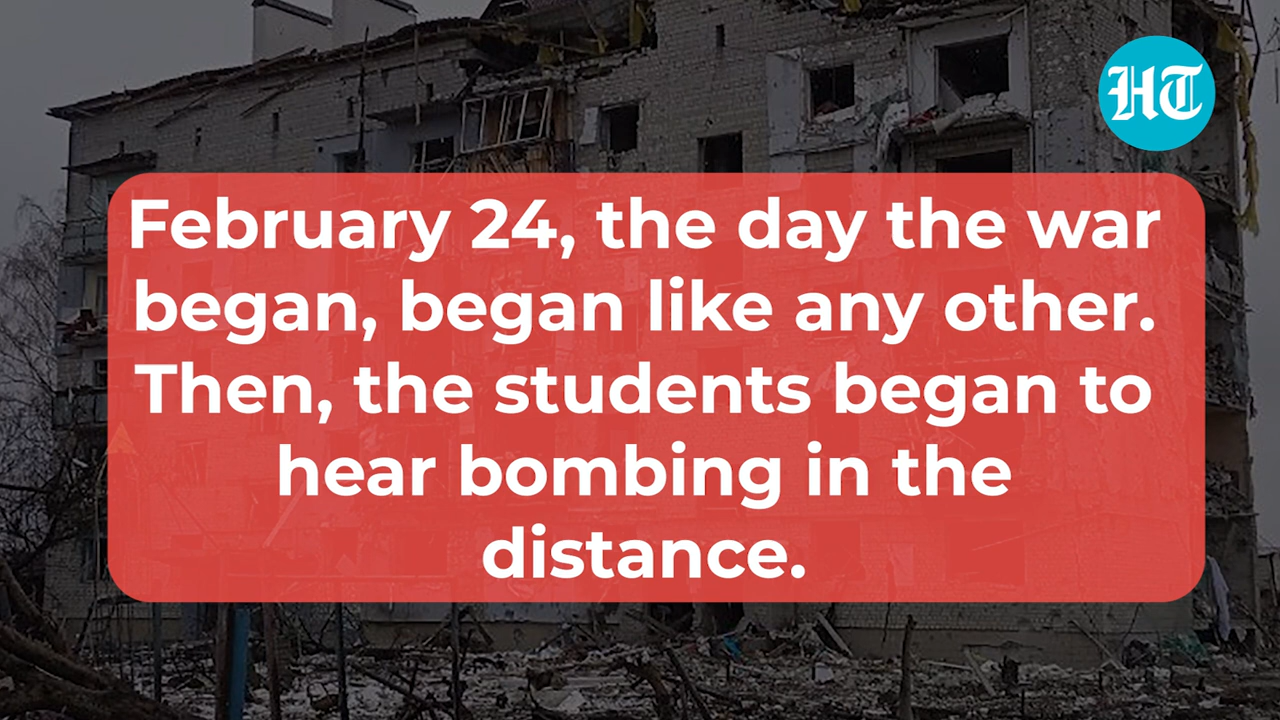 HT
February 24, the day the war
began, began like any other.
Then, the students began to
hear bombing in the
distance.